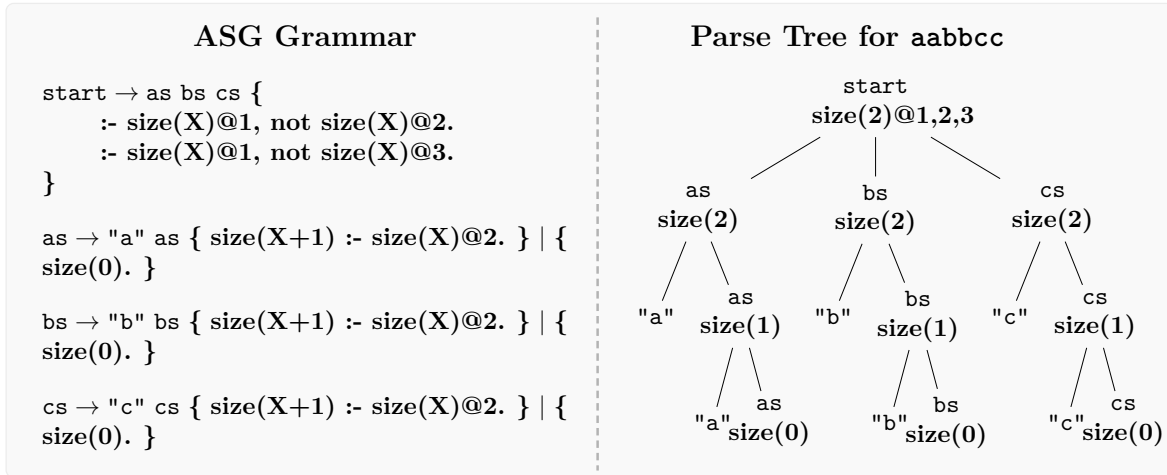 ASG Grammar
start → as bs cs {
:- size(X)@1, not size(X)@2.
:- size(X)@1, not size(X)@3.
}
as → "a" as { size(X+1) :- size(X)@2. } | {
size(0). }
bs → "b" bs { size(X+1) :- size(X)@2. } | {
size(0). }
cs → "c" cs { size(X+1) :- size(X)@2. } | {
size(0). }
Parse Tree for aabbcc
start
size(2)@1,2,3
as bs cs
size(2) size(2) size(2)
"a" as "b" bs "c" cs
size(1) size(1) size(1)
"a" as "b" bs "c" cs
size(0) size(0) size(0)